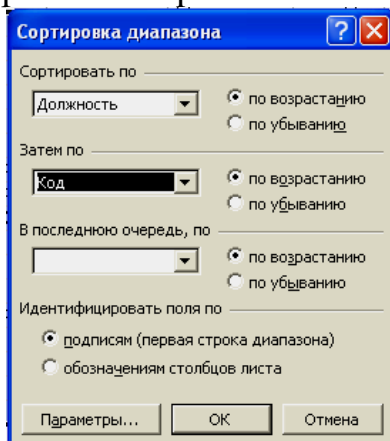 Сортировка диапазона
Сортировать по
Должность
по возрастанию
по убыванию
Затем по
Код
по возрастанию
по убыванию
В последнюю очередь, по
по возрастанию
по убыванию
Идентифицировать поля по
подписям (первая строка диапазона)
обозначениям столбцов листа
Параметры... ОК Отмена